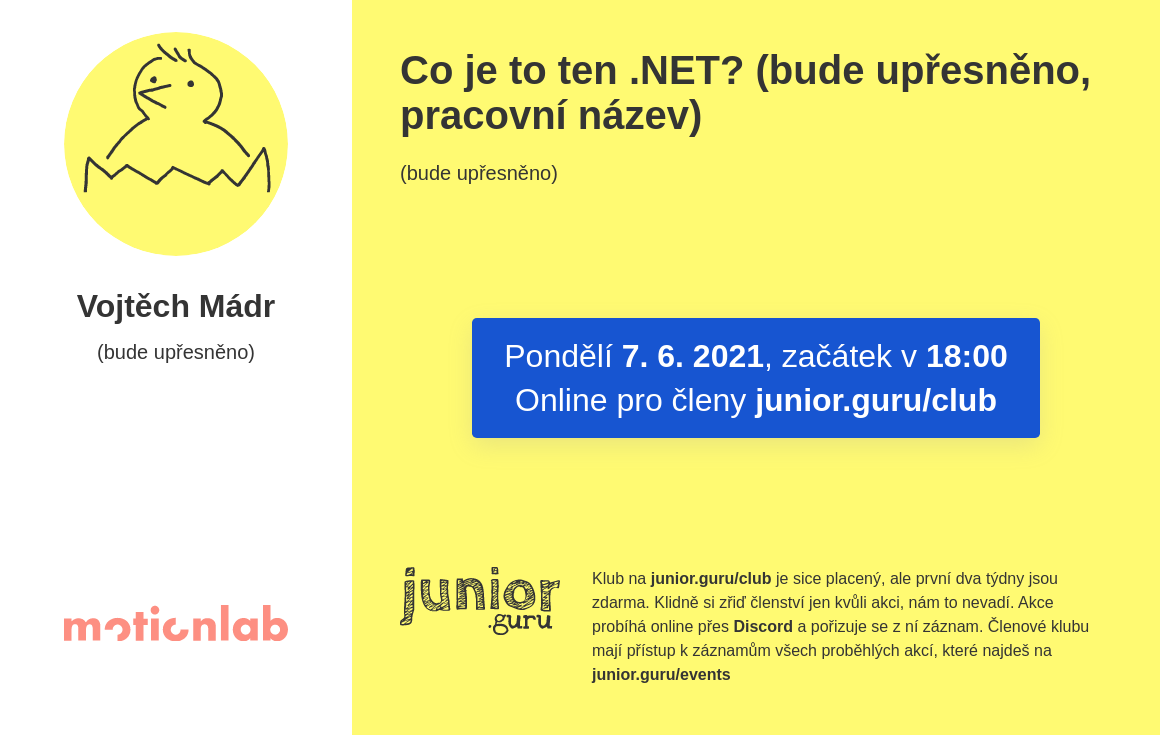 Vojtěch Mádr
(bude upřesněno)
motionlab
Co je to ten .NET? (bude upřesněno,
pracovní název)
(bude upřesněno)
Pondělí 7. 6. 2021, začátek v 18:00
Online pro členy junior.guru/club
junior
.guru
Klub na junior.guru/club je sice placený, ale první dva týdny jsou
zdarma. Klidně si zřiď členství jen kvůli akci, nám to nevadí. Akce
probíhá online přes Discord a pořizuje se z ní záznam. Členové klubu
mají přístup k záznamům všech proběhlých akcí, které najdeš na
junior.guru/events